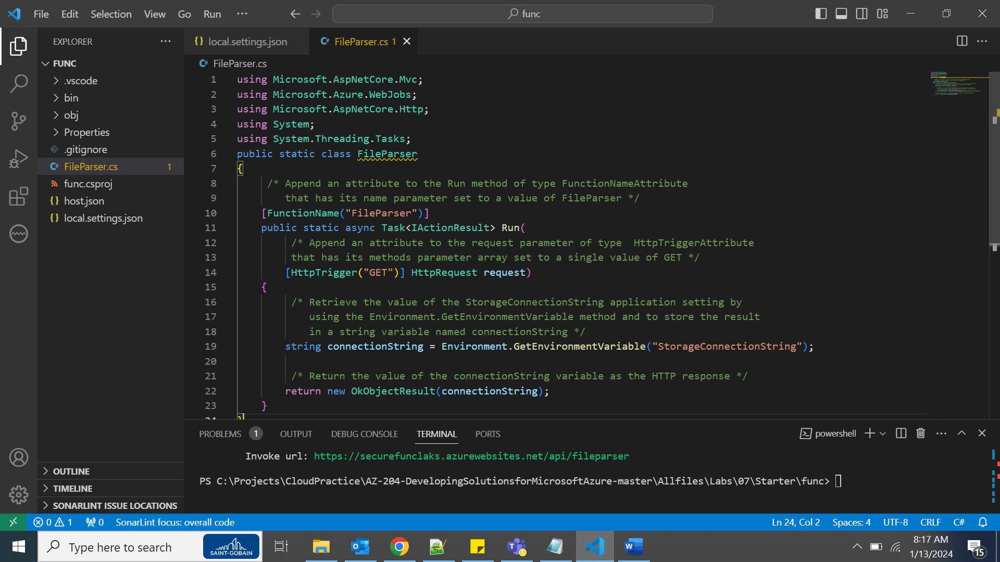 File Edit Selection View Go Run ··· func
EXPLORER ···
FUNC
.vscode
bin
obj
Properties
.gitignore
FileParser.cs 1
func.csproj
{} host.json
{} local.settings.json
OUTLINE
TIMELINE
SONARLINT ISSUE LOCATIONS
{} local.settings.json
C# FileParser.cs 1
C# FileParser.cs
1 using Microsoft.AspNetCore.Mvc;
2 using Microsoft.Azure.WebJobs;
3 using Microsoft.AspNetCore.Http;
4 using System;
5 using System.Threading.Tasks;
6 public static class FileParser
7 {
8 /* Append an attribute to the Run method of type FunctionNameAttribute
9 that has its name parameter set to a value of FileParser */
10 [FunctionName("FileParser")]
11 public static async Task<IActionResult> Run(
12 /* Append an attribute to the request parameter of type  HttpTriggerAttribute
13 that has its methods parameter array set to a single value of GET */
14 [HttpTrigger("GET")] HttpRequest request)
15 {
16 /* Retrieve the value of the StorageConnectionString application setting by
17 using the Environment.GetEnvironmentVariable method and to store the result
18 in a string variable named connectionString */
19 string connectionString = Environment.GetEnvironmentVariable("StorageConnectionString");
20
21 /* Return the value of the connectionString variable as the HTTP response */
22 return new OkObjectResult(connectionString);
23 }
24 }
PROBLEMS 1 OUTPUT DEBUG CONSOLE TERMINAL PORTS powershell
Invoke url: https://securefunclaks.azurewebsites.net/api/fileparser
PS C:\Projects\CloudPractice\AZ-204-DevelopingSolutionsforMicrosoftAzure-master\Allfiles\Labs\07\Starter\func>
0 1 0 SonarLint focus: overall code Ln 24, Col 2 Spaces: 4 UTF-8 CRLF C#
Type here to search
SAINT-GOBAIN
8:17 AM
1/13/2024
15